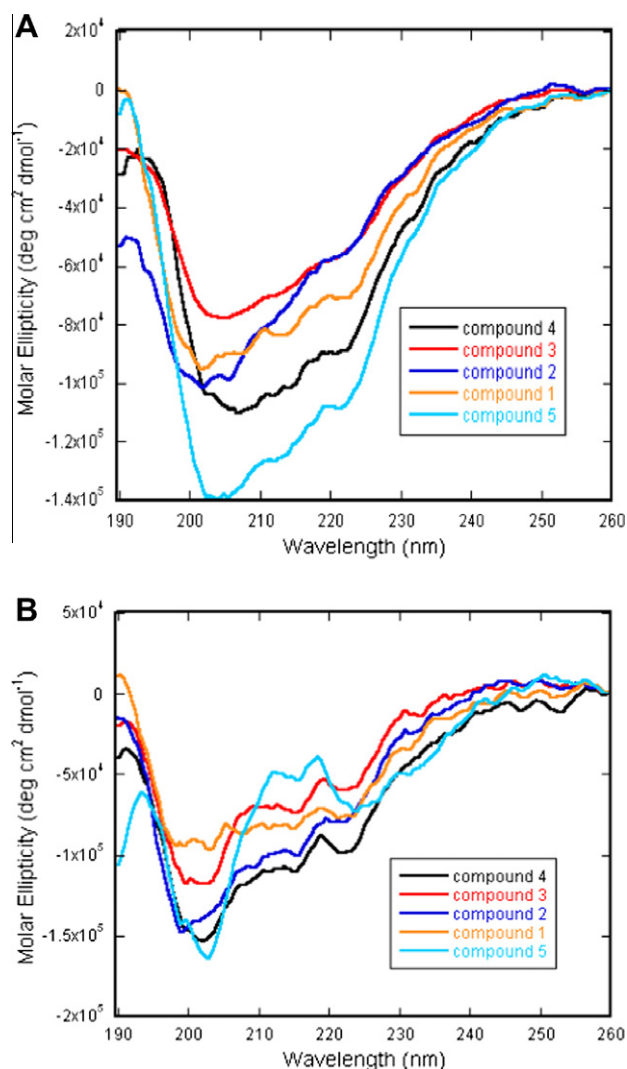 A
2x10⁴
0
-2x10⁴
-4x10⁴
-6x10⁴
-8x10⁴
-1x10⁵
-1.2x10⁵
-1.4x10⁵
Molar Ellipticity (deg cm² dmol⁻¹)
compound 4
compound 3
compound 2
compound 1
compound 5
190 200 210 220 230 240 250 260
Wavelength (nm)
B
5x10⁴
0
-5x10⁴
-1x10⁵
-1.5x10⁵
-2x10⁵
Molar Ellipticity (deg cm² dmol⁻¹)
compound 4
compound 3
compound 2
compound 1
compound 5
190 200 210 220 230 240 250 260
Wavelength (nm)